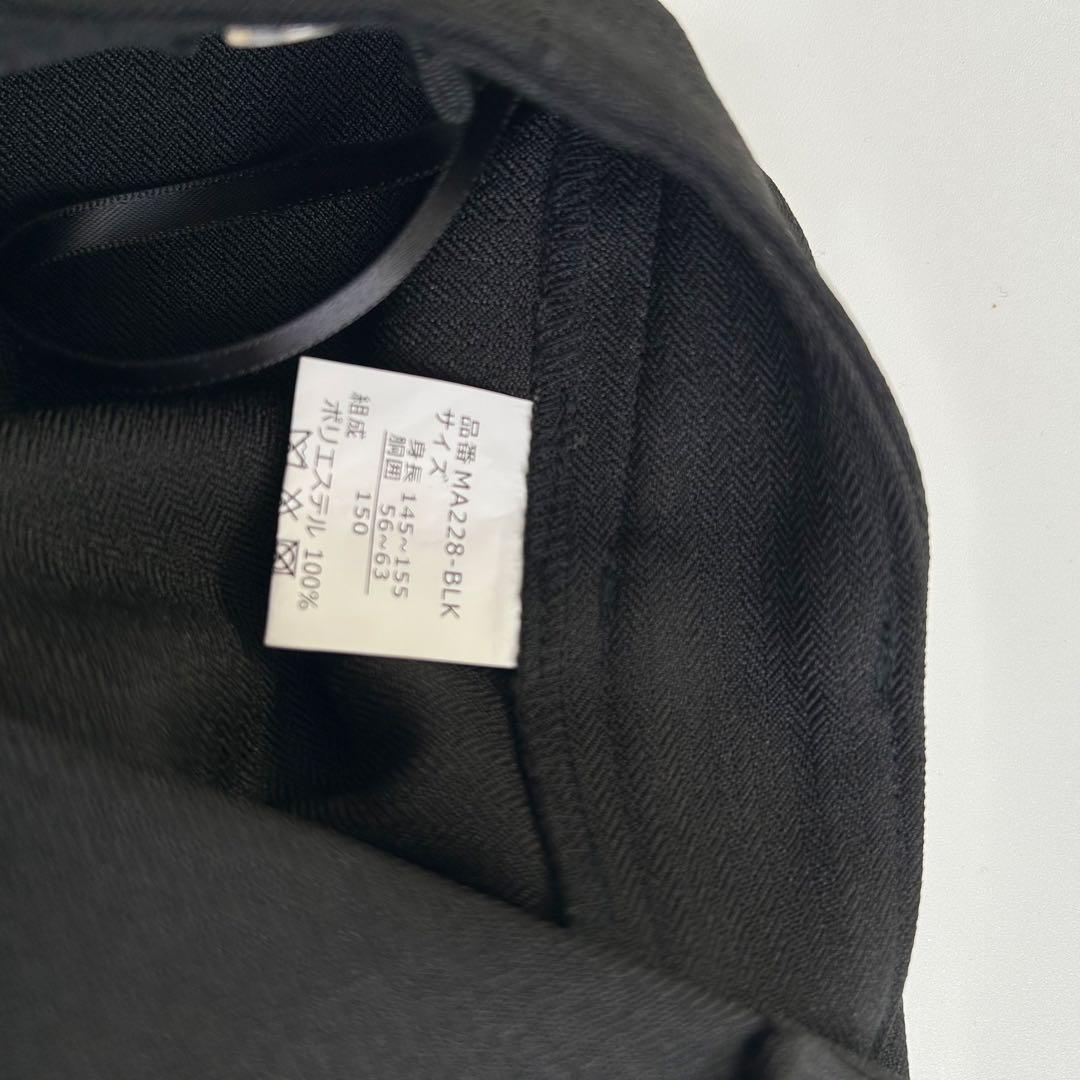 品番 MA228-BLK
サイズ
身長 145~155
胴囲 56~63
150
組成
ポリエステル 100%